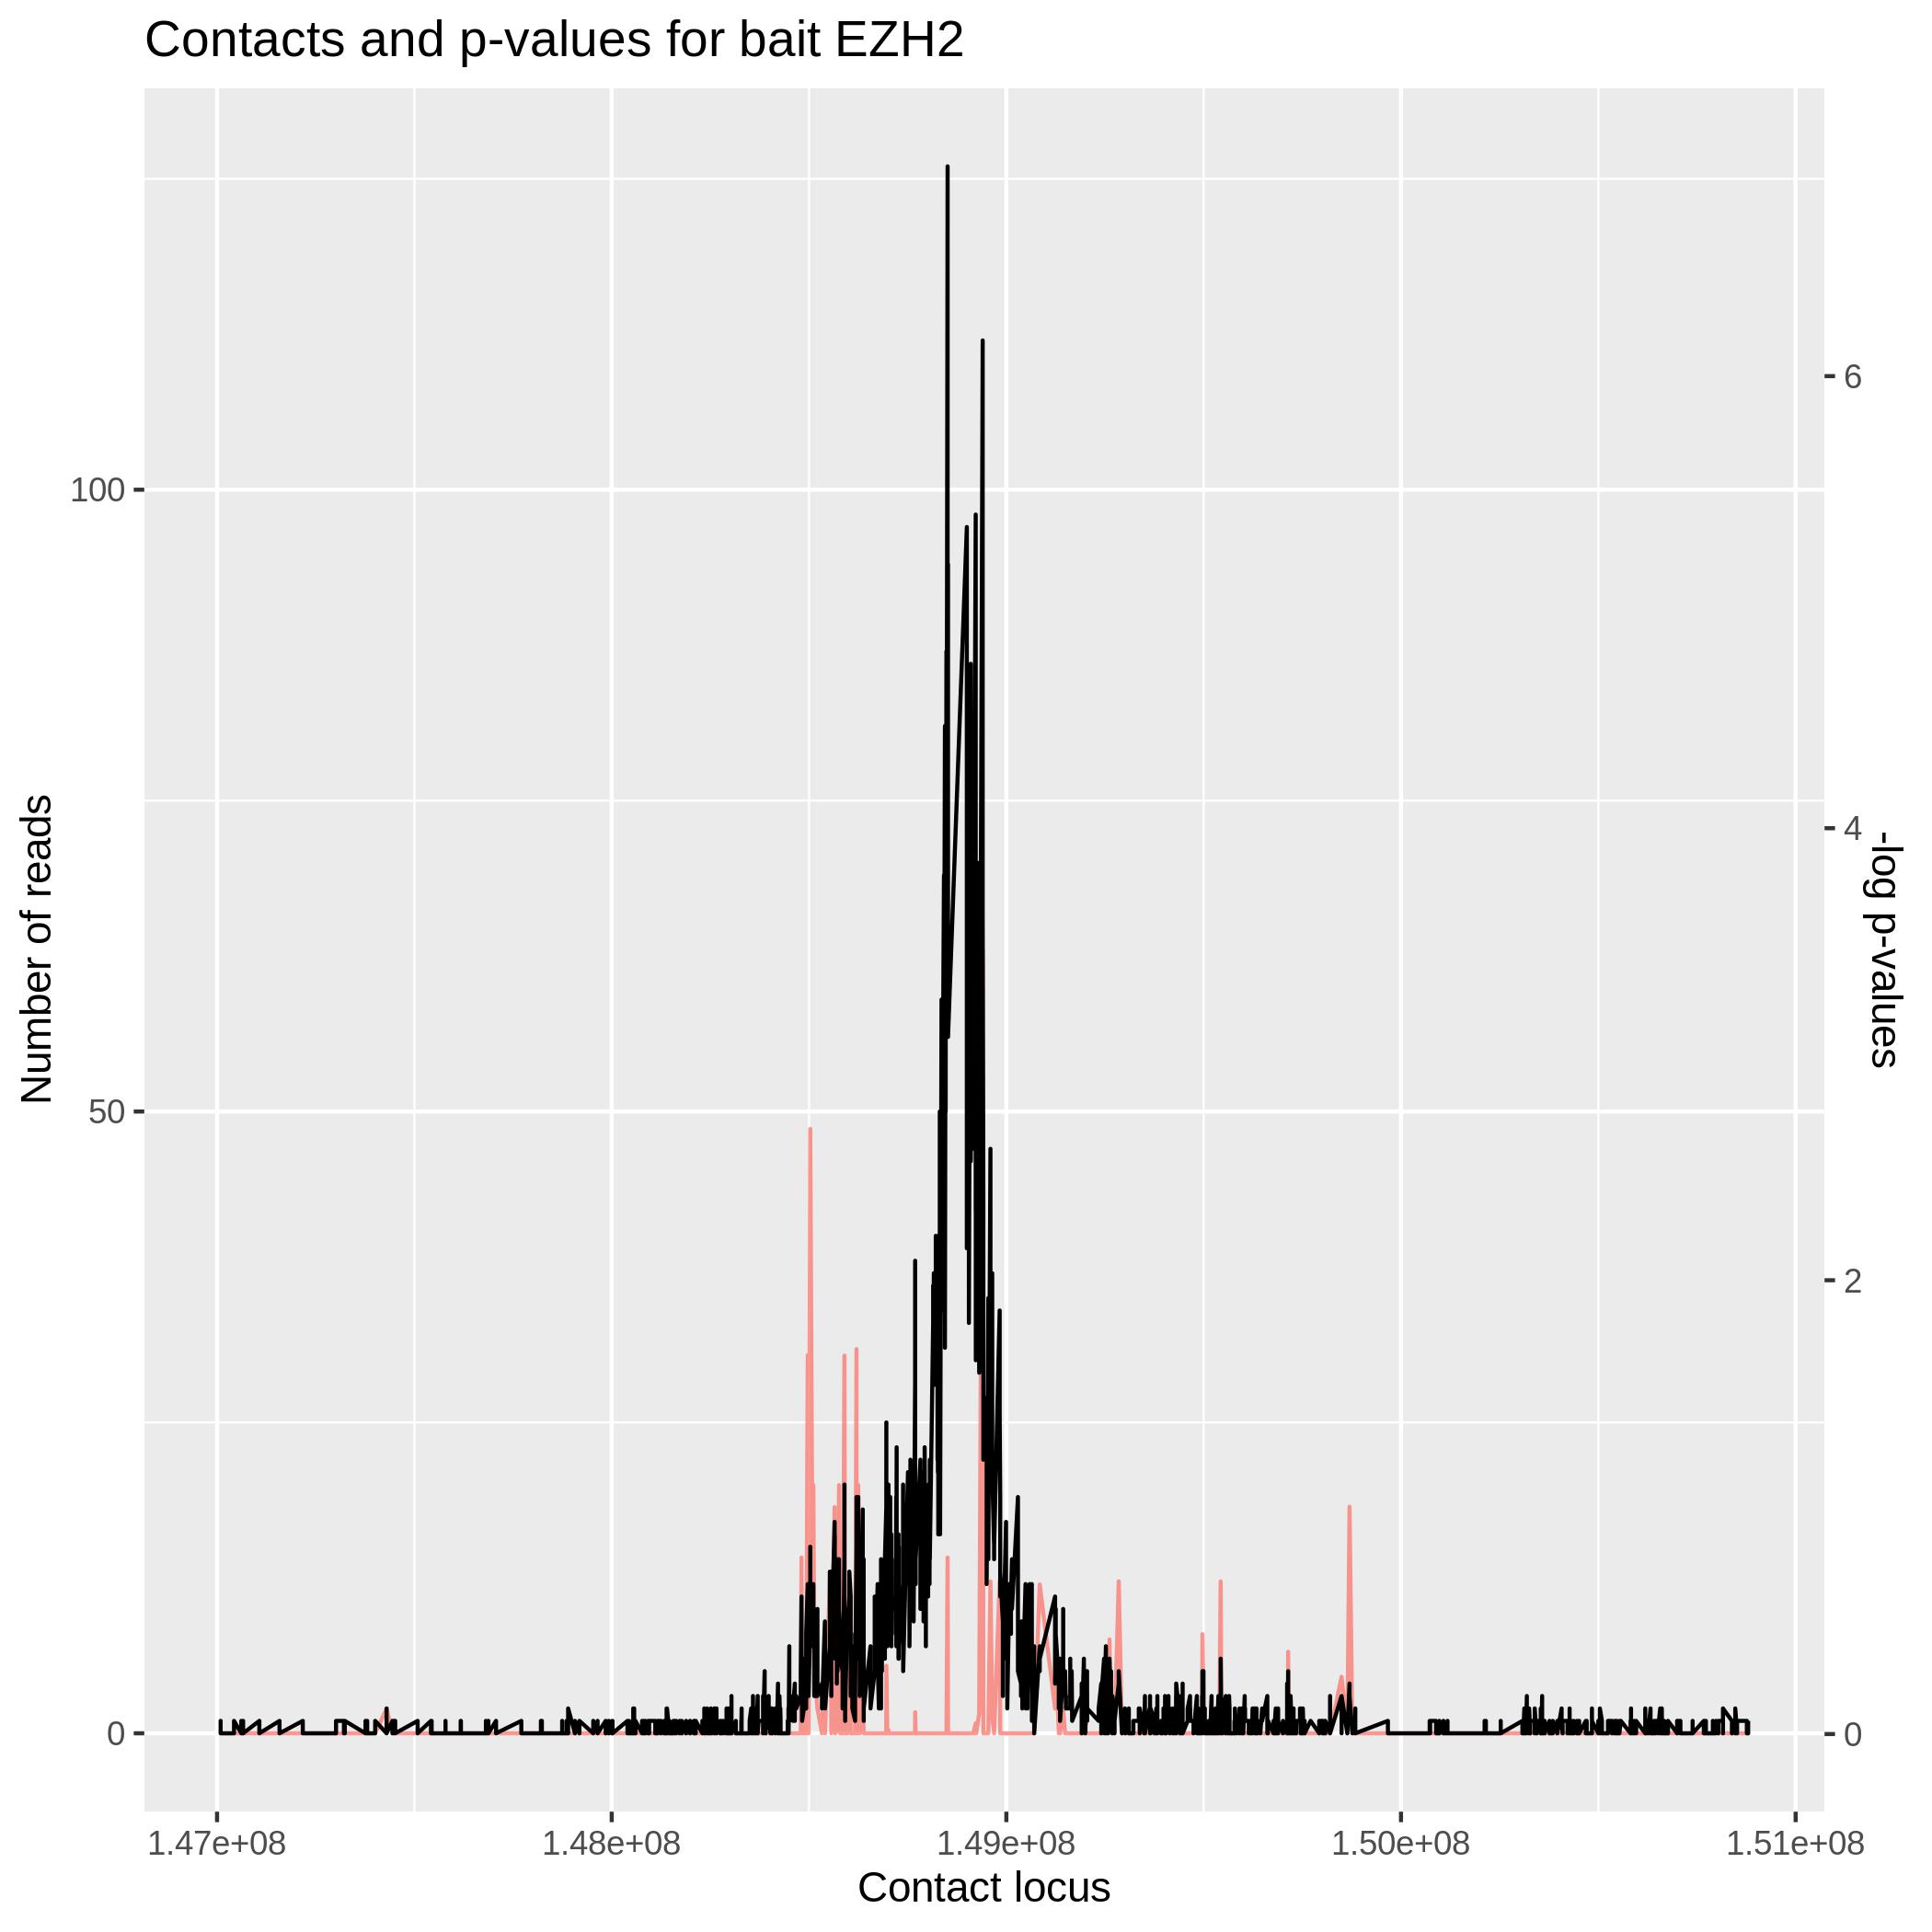 Contacts and p-values for bait EZH2
Number of reads
100
50
0
6
4
2
0
-log p-values
1.47e+08
1.48e+08
1.49e+08
1.50e+08
1.51e+08
Contact locus